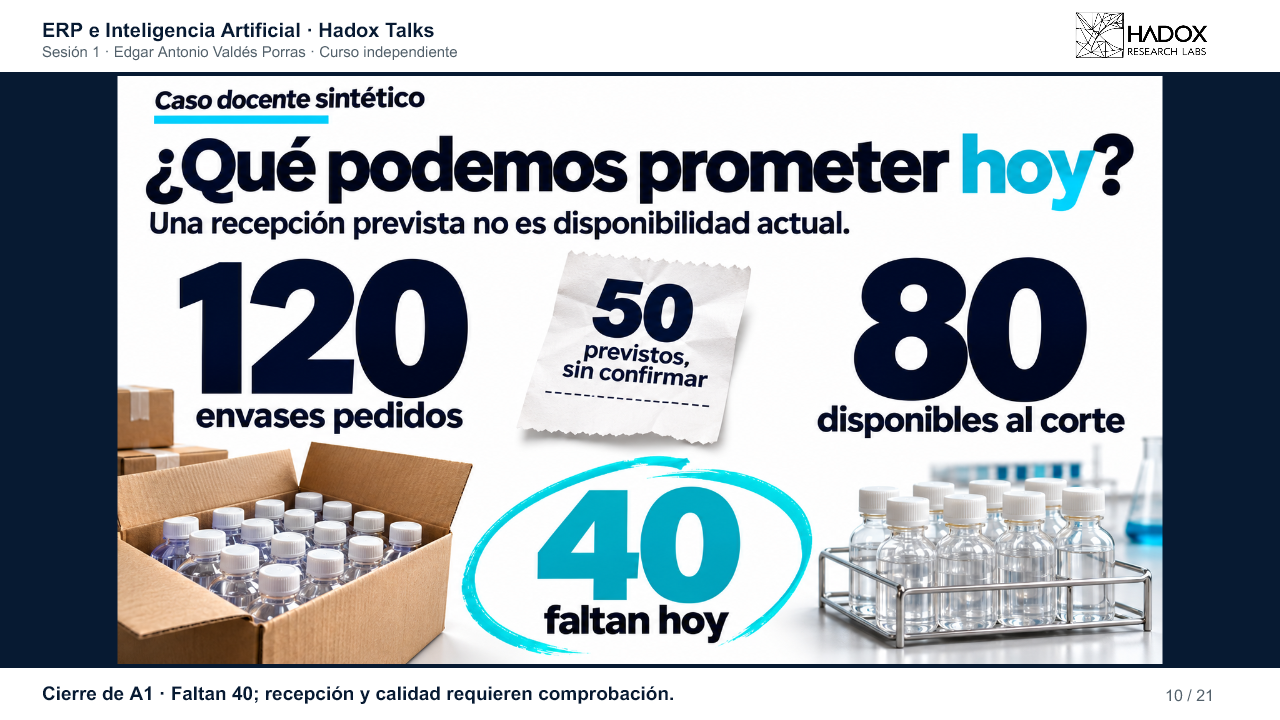 ERP e Inteligencia Artificial · Hadox Talks
Sesión 1 · Edgar Antonio Valdés Porras · Curso independiente
HADOX
RESEARCH LABS
Caso docente sintético
¿Qué podemos prometer hoy?
Una recepción prevista no es disponibilidad actual.
120
envases pedidos
50
previstos,
sin confirmar
80
disponibles al corte
40
faltan hoy
Cierre de A1 · Faltan 40; recepción y calidad requieren comprobación.
10 / 21